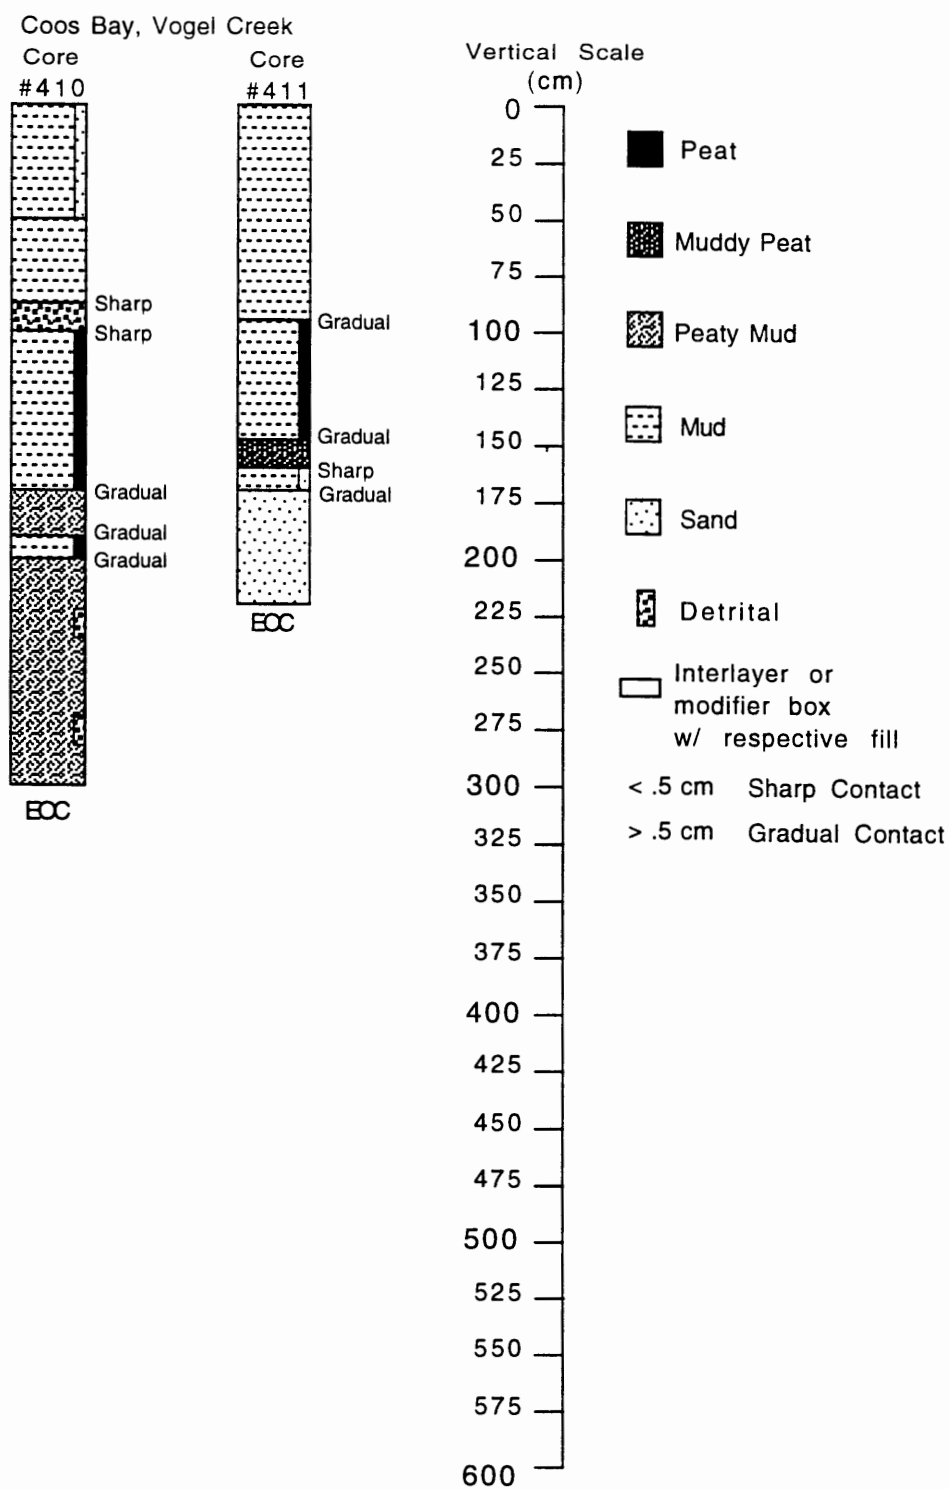 Coos Bay, Vogel Creek
Core
#410
Core
#411
Sharp
Sharp
Gradual
Gradual
Gradual
EOC
Gradual
Gradual
Sharp
Gradual
EOC
Vertical Scale
(cm)
0
25
50
75
100
125
150
175
200
225
250
275
300
325
350
375
400
425
450
475
500
525
550
575
600
Peat
Muddy Peat
Peaty Mud
Mud
Sand
Detrital
Interlayer or
modifier box
w/ respective fill
< .5 cm Sharp Contact
> .5 cm Gradual Contact